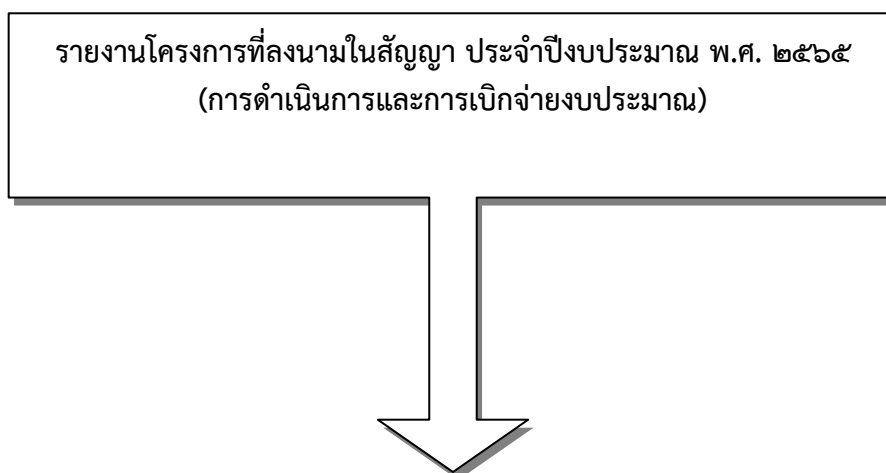 รายงานโครงการที่ลงนามในสัญญา ประจำปีงบประมาณ พ.ศ. ๒๕๖๕
(การดำเนินการและการเบิกจ่ายงบประมาณ)